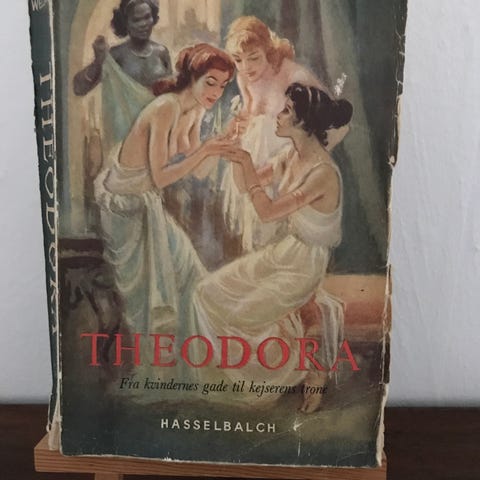 THEODORA
THEODORA
Fra kvindernes gade til kejserens trone
HASSELBALCH